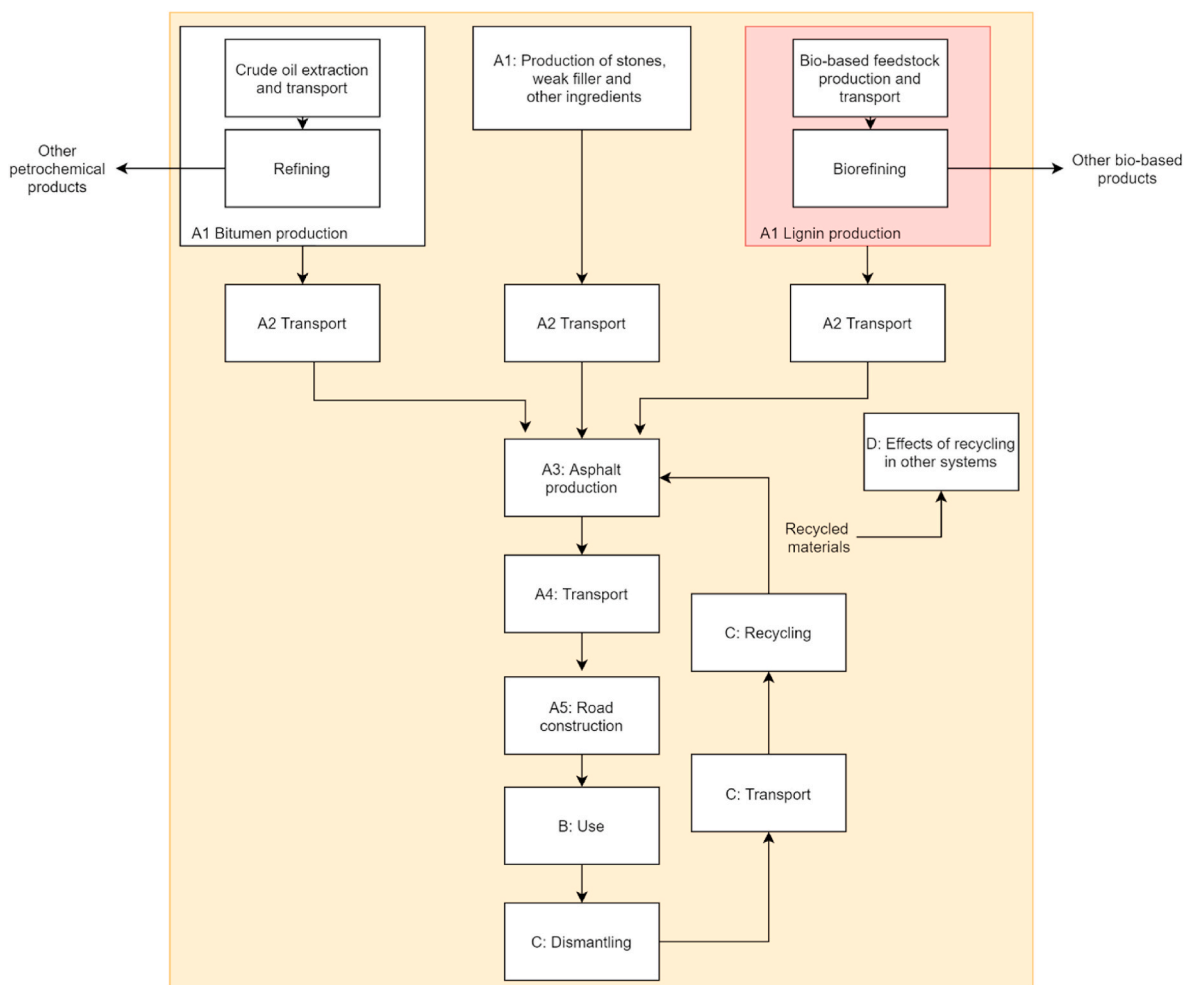 Crude oil extraction
and transport
Refining
A1 Bitumen production
Other
petrochemical
products
A1: Production of stones,
weak filler and
other ingredients
Bio-based feedstock
production and
transport
Biorefining
A1 Lignin production
Other bio-based
products
A2 Transport
A2 Transport
A2 Transport
A3: Asphalt
production
D: Effects of recycling
in other systems
Recycled
materials
A4: Transport
C: Recycling
A5: Road
construction
C: Transport
B: Use
C: Dismantling